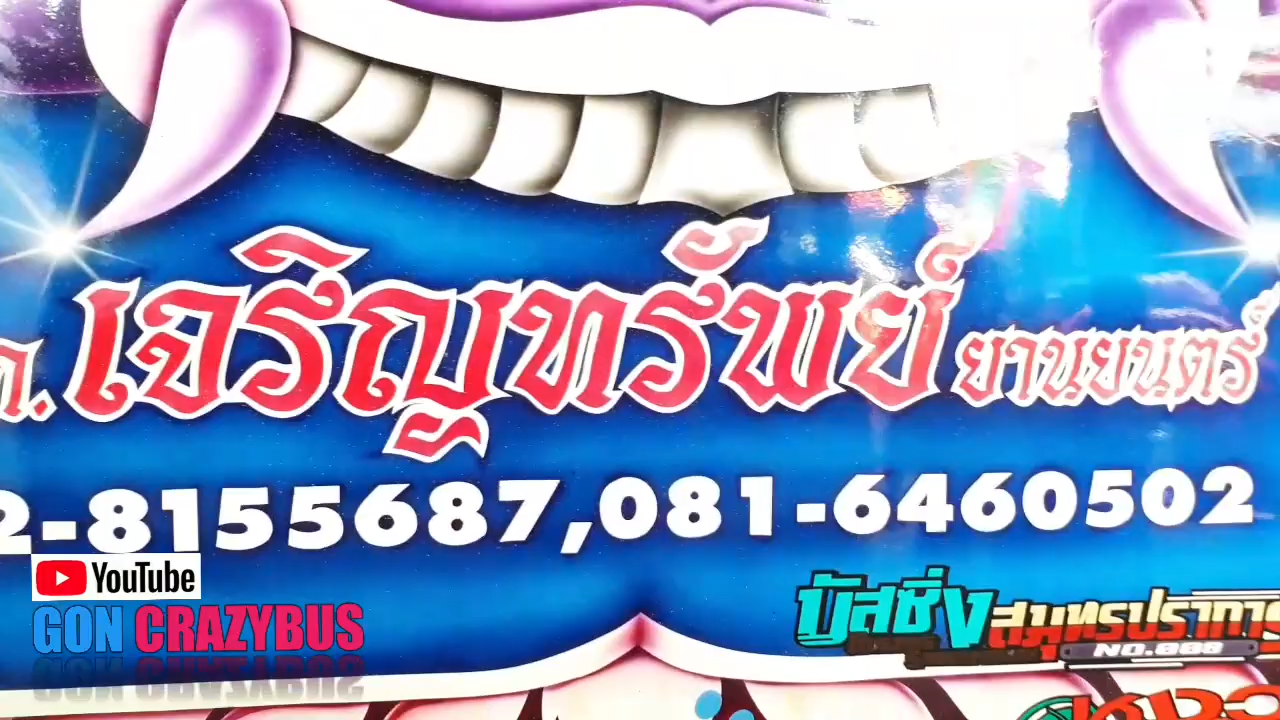 ก. เจริญทรัพย์ ยานยนตร์
2-8155687,081-6460502
YouTube
GON CRAZYBUS
บัสซิ่งสมุทรปราการ
NO.888